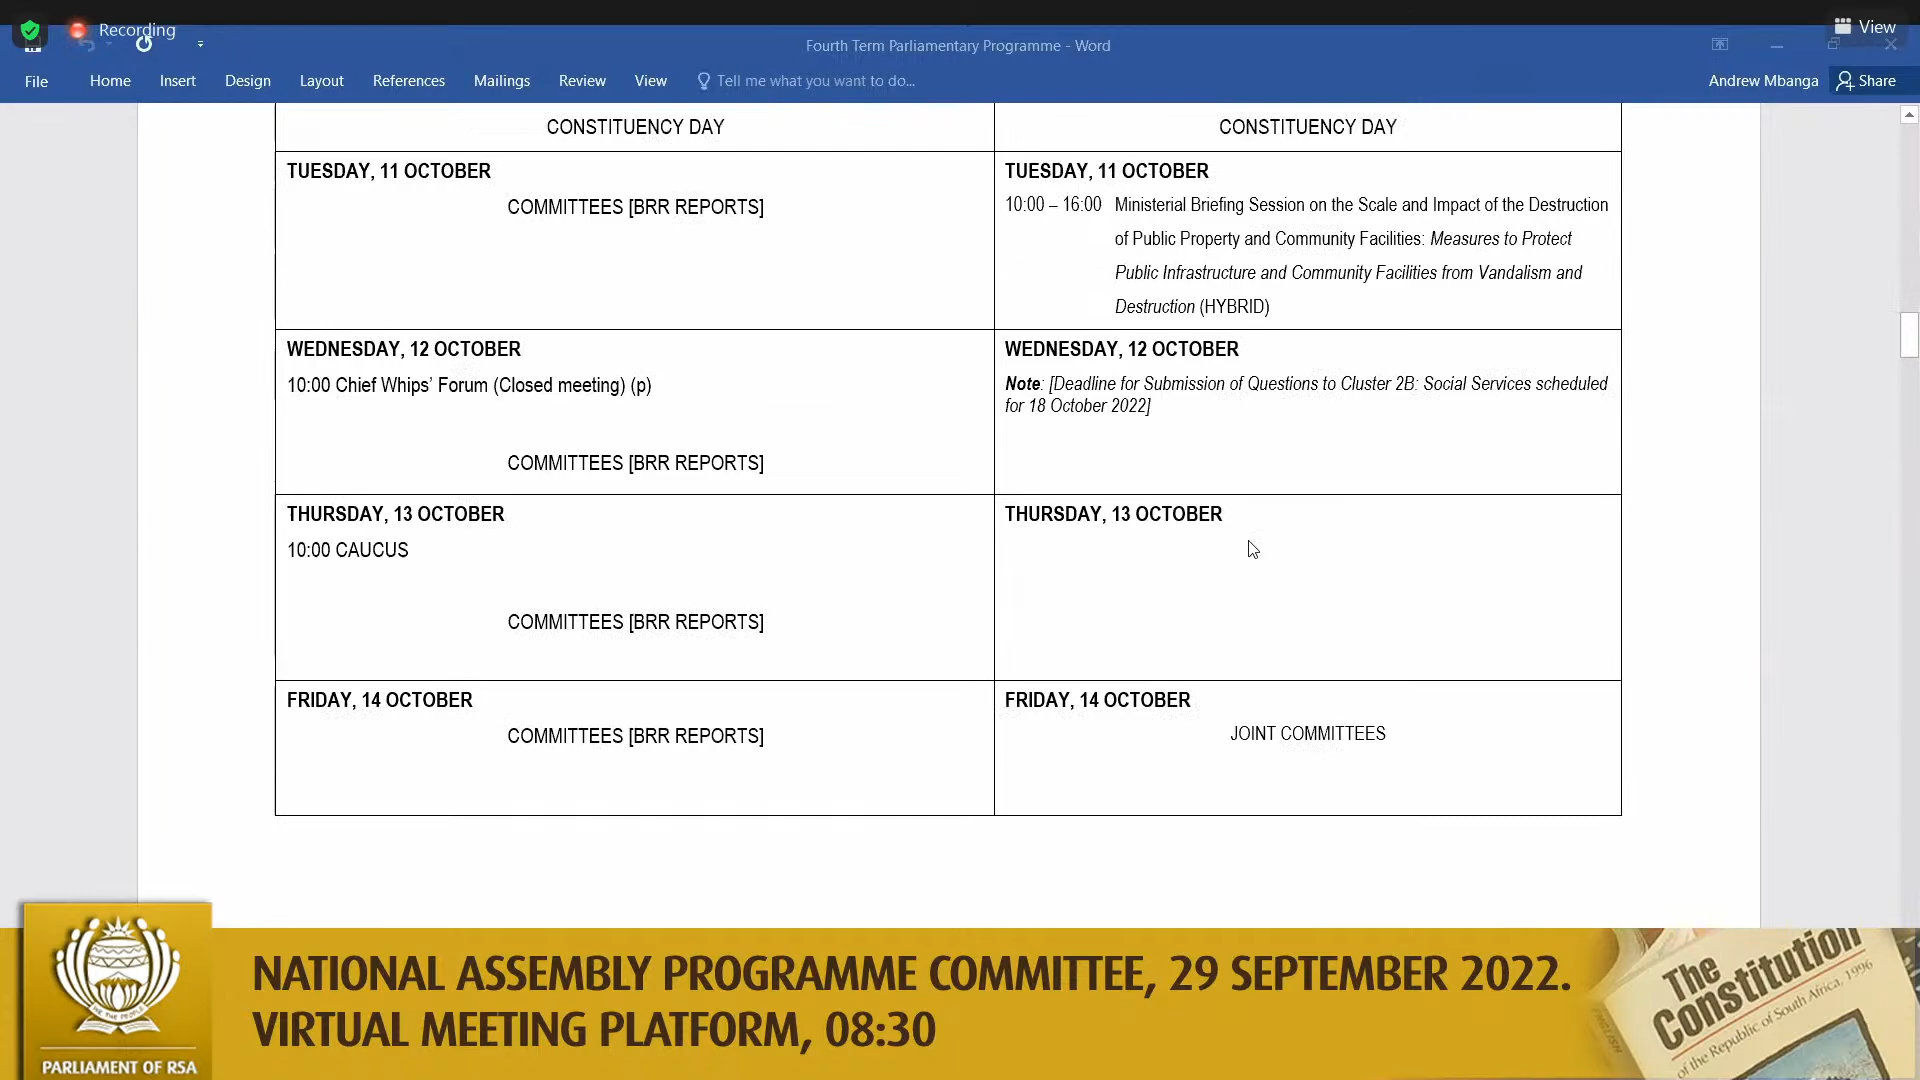 Recording
View
Fourth Term Parliamentary Programme - Word
File Home Insert Design Layout References Mailings Review View Tell me what you want to do... Andrew Mbanga Share
CONSTITUENCY DAY
CONSTITUENCY DAY
TUESDAY, 11 OCTOBER
COMMITTEES [BRR REPORTS]
TUESDAY, 11 OCTOBER
10:00 – 16:00 Ministerial Briefing Session on the Scale and Impact of the Destruction
of Public Property and Community Facilities: Measures to Protect
Public Infrastructure and Community Facilities from Vandalism and
Destruction (HYBRID)
WEDNESDAY, 12 OCTOBER
10:00 Chief Whips’ Forum (Closed meeting) (p)
COMMITTEES [BRR REPORTS]
WEDNESDAY, 12 OCTOBER
Note: [Deadline for Submission of Questions to Cluster 2B: Social Services scheduled
for 18 October 2022]
THURSDAY, 13 OCTOBER
10:00 CAUCUS
COMMITTEES [BRR REPORTS]
THURSDAY, 13 OCTOBER
FRIDAY, 14 OCTOBER
COMMITTEES [BRR REPORTS]
FRIDAY, 14 OCTOBER
JOINT COMMITTEES
NATIONAL ASSEMBLY PROGRAMME COMMITTEE, 29 SEPTEMBER 2022.
VIRTUAL MEETING PLATFORM, 08:30
PARLIAMENT OF RSA
The
Constitution
of the Republic of South Africa, 1996
ENGLISH